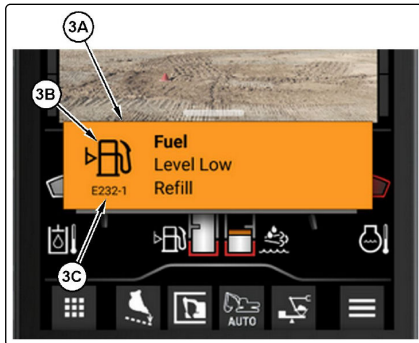 3A
3B
Fuel
Level Low
Refill
E232-1
3C
AUTO